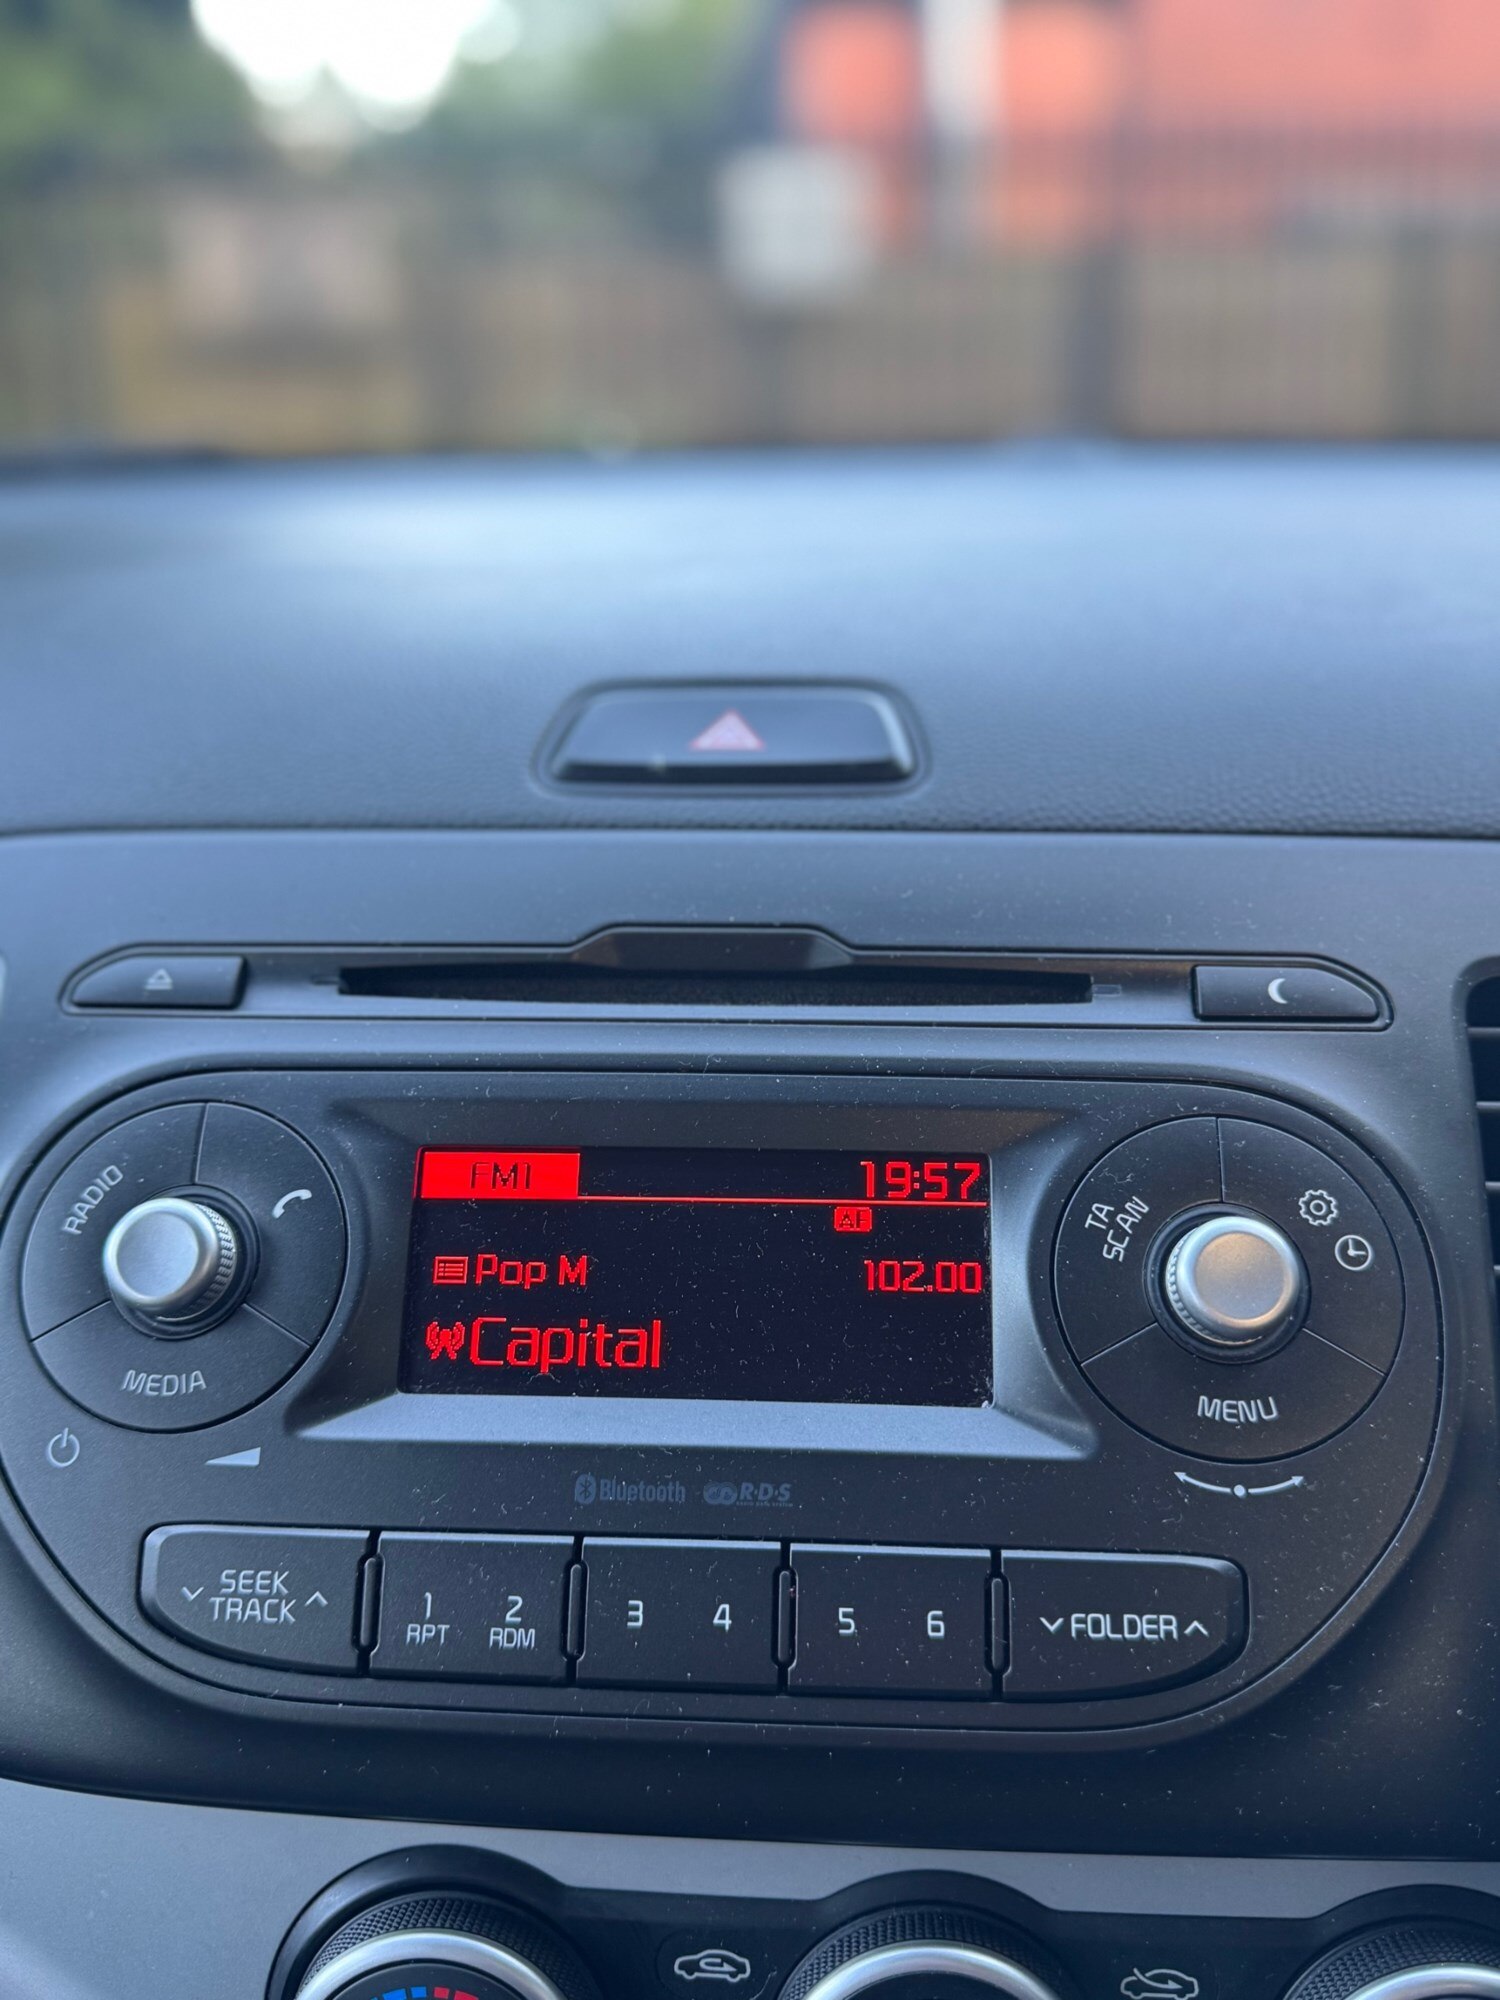 FM1 19:57
AF
Pop M 102.00
Capital
RADIO
MEDIA
TA
SCAN
MENU
Bluetooth R·D·S
SEEK
TRACK
1 2 3 4 5 6
RPT RDM
FOLDER